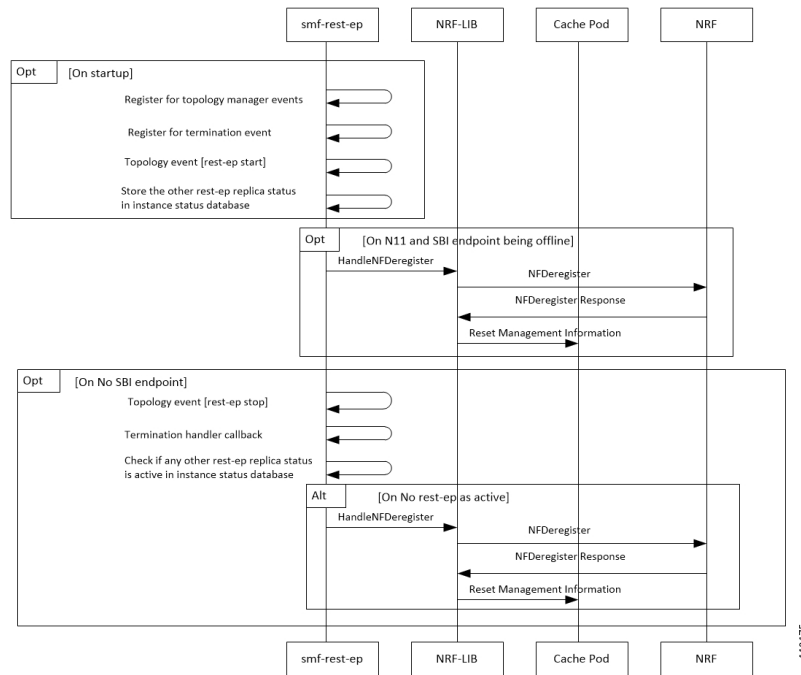 smf-rest-ep
NRF-LIB
Cache Pod
NRF
Opt
[On startup]
Register for topology manager events
Register for termination event
Topology event [rest-ep start]
Store the other rest-ep replica status
in instance status database
Opt
[On N11 and SBI endpoint being offline]
HandleNFDeregister
NFDeregister
NFDeregister Response
Reset Management Information
Opt
[On No SBI endpoint]
Topology event [rest-ep stop]
Termination handler callback
Check if any other rest-ep replica status
is active in instance status database
Alt
[On No rest-ep as active]
HandleNFDeregister
NFDeregister
NFDeregister Response
Reset Management Information
smf-rest-ep
NRF-LIB
Cache Pod
NRF